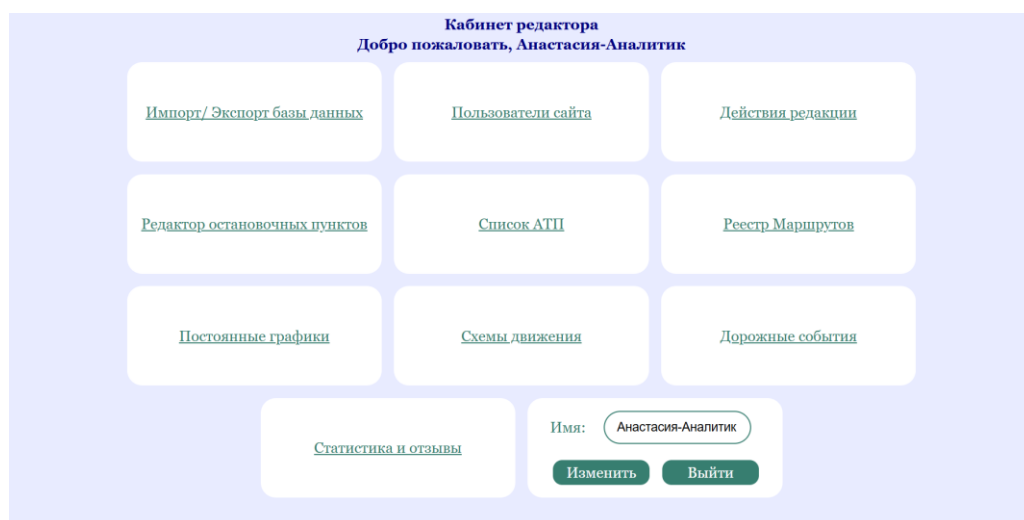 Кабинет редактора
Добро пожаловать, Анастасия-Аналитик
Импорт/ Экспорт базы данных
Пользователи сайта
Действия редакции
Редактор остановочных пунктов
Список АТП
Реестр Маршрутов
Постоянные графики
Схемы движения
Дорожные события
Статистика и отзывы
Имя: Анастасия-Аналитик
Изменить Выйти